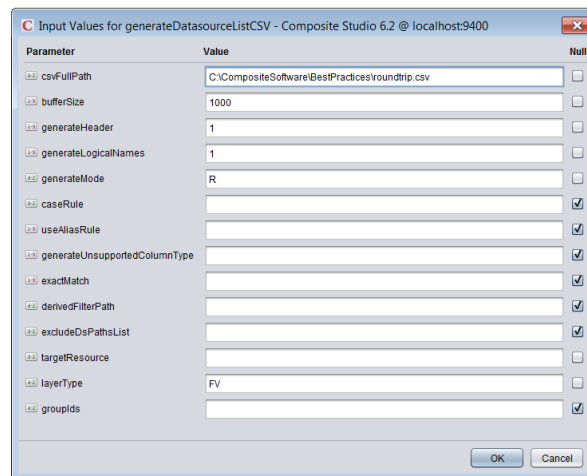 C Input Values for generateDatasourceListCSV - Composite Studio 6.2 @ localhost:9400
Parameter Value Null
csvFullPath C:\CompositeSoftware\BestPractices\roundtrip.csv
bufferSize 1000
generateHeader 1
generateLogicalNames 1
generateMode R
caseRule
useAliasRule
generateUnsupportedColumnType
exactMatch
derivedFilterPath
excludeDsPathsList
targetResource
layerType FV
groupIds
OK Cancel